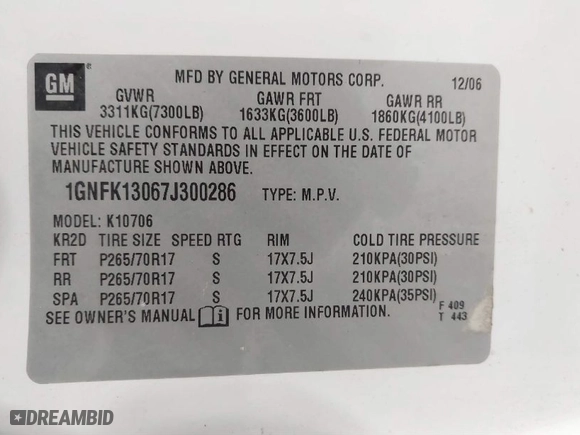 GM
MFD BY GENERAL MOTORS CORP. 12/06
GVWR GAWR FRT GAWR RR
3311KG(7300LB) 1633KG(3600LB) 1860KG(4100LB)
THIS VEHICLE CONFORMS TO ALL APPLICABLE U.S. FEDERAL MOTOR
VEHICLE SAFETY STANDARDS IN EFFECT ON THE DATE OF
MANUFACTURE SHOWN ABOVE.
1GNFK13067J300286 TYPE: M.P.V.
MODEL: K10706
KR2D TIRE SIZE SPEED RTG RIM COLD TIRE PRESSURE
FRT P265/70R17 S 17X7.5J 210KPA(30PSI)
RR P265/70R17 S 17X7.5J 210KPA(30PSI)
SPA P265/70R17 S 17X7.5J 240KPA(35PSI)
SEE OWNER'S MANUAL FOR MORE INFORMATION.
F 409
T 443
DREAMBID